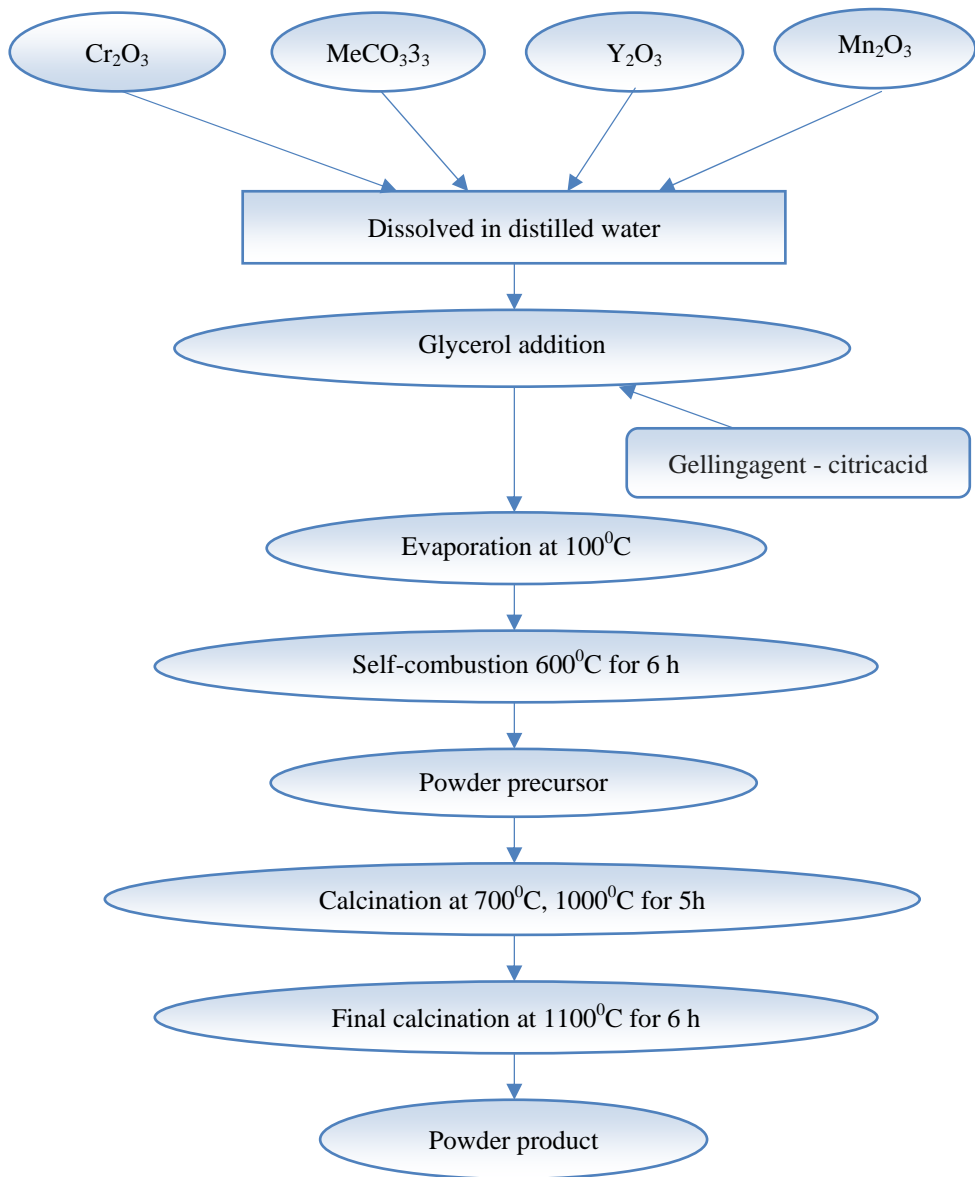 Cr₂O₃
MeCO₃3₃
Y₂O₃
Mn₂O₃
Dissolved in distilled water
Glycerol addition
Gellingagent - citricacid
Evaporation at 100⁰C
Self-combustion 600⁰C for 6 h
Powder precursor
Calcination at 700⁰C, 1000⁰C for 5h
Final calcination at 1100⁰C for 6 h
Powder product